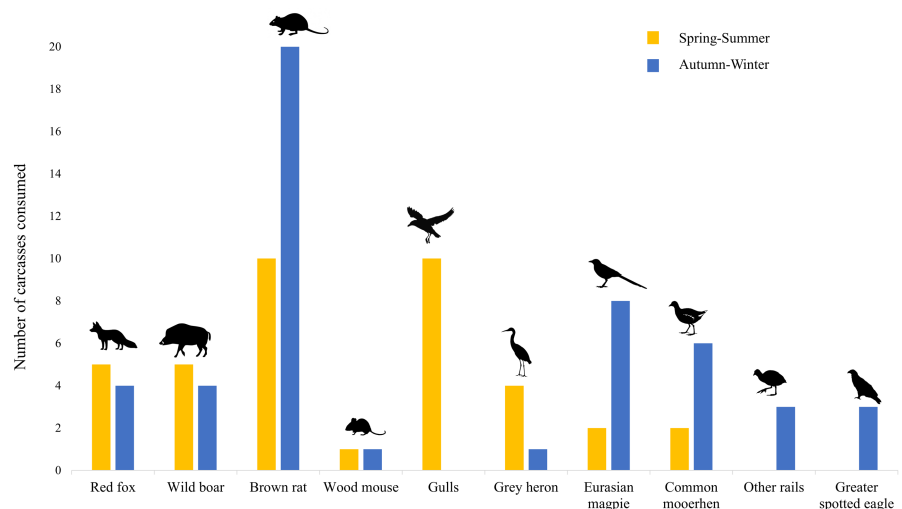 Spring-Summer
Autumn-Winter
Number of carcasses consumed
20
18
16
14
12
10
8
6
4
2
0
Red fox
Wild boar
Brown rat
Wood mouse
Gulls
Grey heron
Eurasian
magpie
Common
mooerhen
Other rails
Greater
spotted eagle